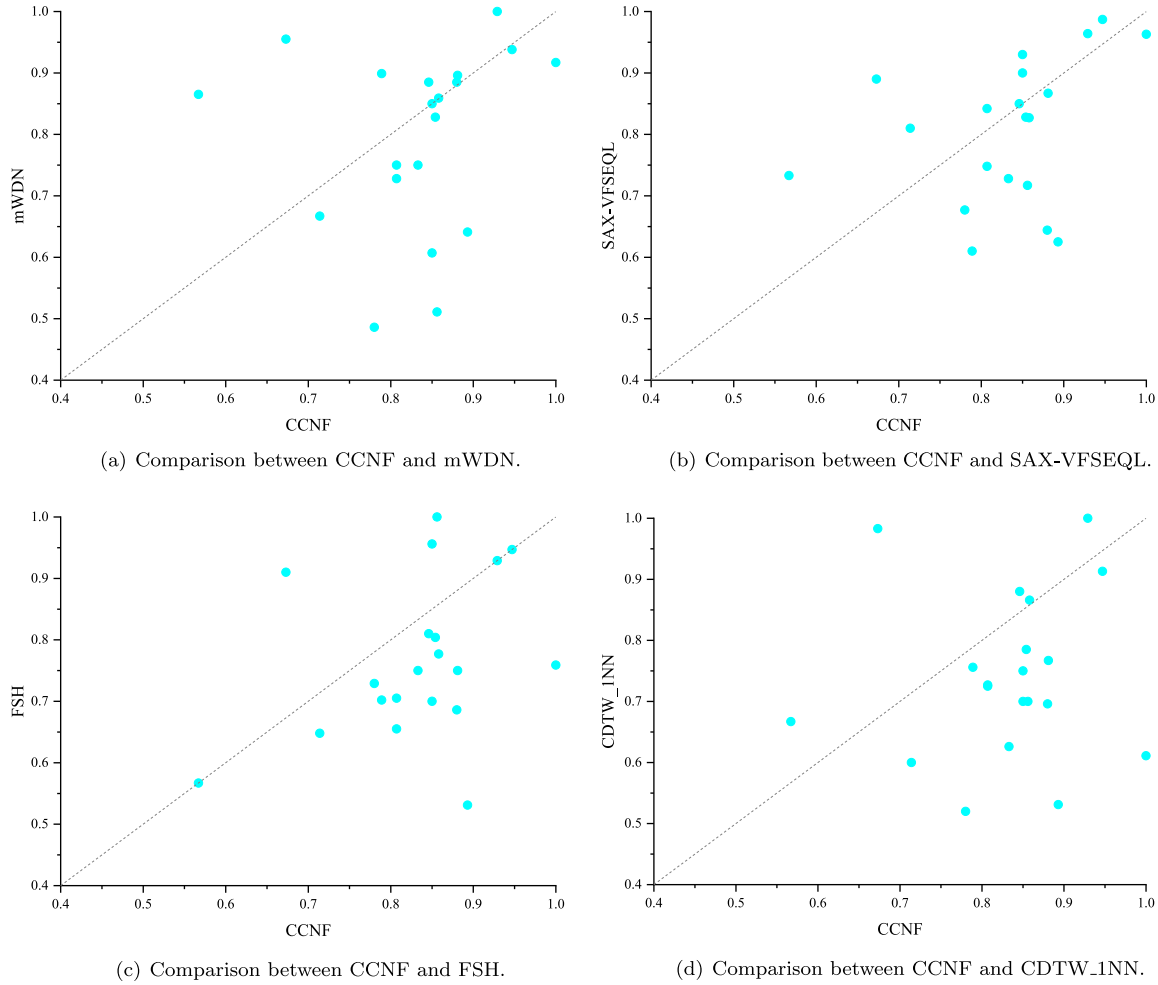 1.0
0.9
0.8
0.7
0.6
0.5
0.4
mWDN
0.4 0.5 0.6 0.7 0.8 0.9 1.0
CCNF
(a) Comparison between CCNF and mWDN.
1.0
0.9
0.8
0.7
0.6
0.5
0.4
SAX-VFSEQL
0.4 0.5 0.6 0.7 0.8 0.9 1.0
CCNF
(b) Comparison between CCNF and SAX-VFSEQL.
1.0
0.9
0.8
0.7
0.6
0.5
0.4
FSH
0.4 0.5 0.6 0.7 0.8 0.9 1.0
CCNF
(c) Comparison between CCNF and FSH.
1.0
0.9
0.8
0.7
0.6
0.5
0.4
CDTW_1NN
0.4 0.5 0.6 0.7 0.8 0.9 1.0
CCNF
(d) Comparison between CCNF and CDTW_1NN.